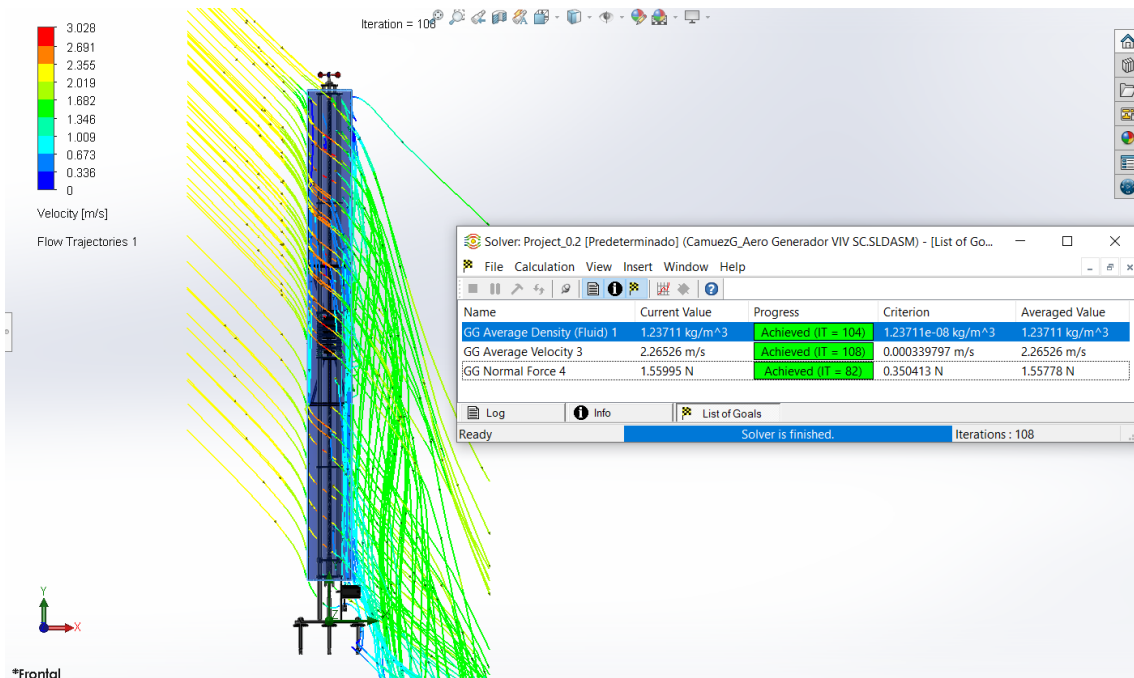 Iteration = 108
3.028
2.691
2.355
2.019
1.682
1.346
1.009
0.673
0.336
0
Velocity [m/s]
Flow Trajectories 1
Solver: Project_0.2 [Predeterminado] (CamuezG_Aero Generador VIV SC.SLDASM) - [List of Go...
File Calculation View Insert Window Help
Name Current Value Progress Criterion Averaged Value
GG Average Density (Fluid) 1 1.23711 kg/m^3 Achieved (IT = 104) 1.23711e-08 kg/m^3 1.23711 kg/m^3
GG Average Velocity 3 2.26526 m/s Achieved (IT = 108) 0.000339797 m/s 2.26526 m/s
GG Normal Force 4 1.55995 N Achieved (IT = 82) 0.350413 N 1.55778 N
Log Info List of Goals
Ready Solver is finished. Iterations : 108
Y
Z X
X
*Frontal